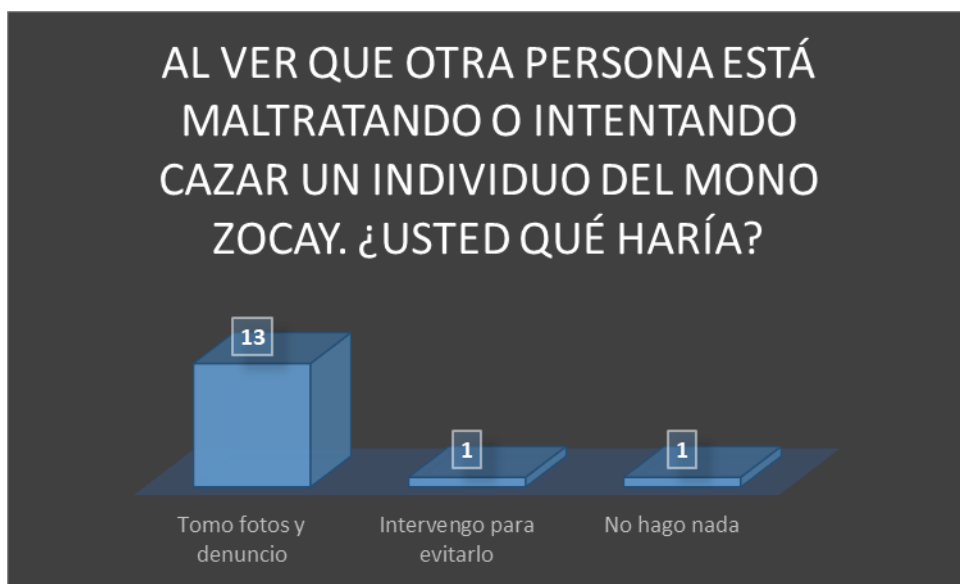 AL VER QUE OTRA PERSONA ESTÁ
MALTRATANDO O INTENTANDO
CAZAR UN INDIVIDUO DEL MONO
ZOCAY. ¿USTED QUÉ HARÍA?
13
1
1
Tomo fotos y
denuncio
Intervengo para
evitarlo
No hago nada